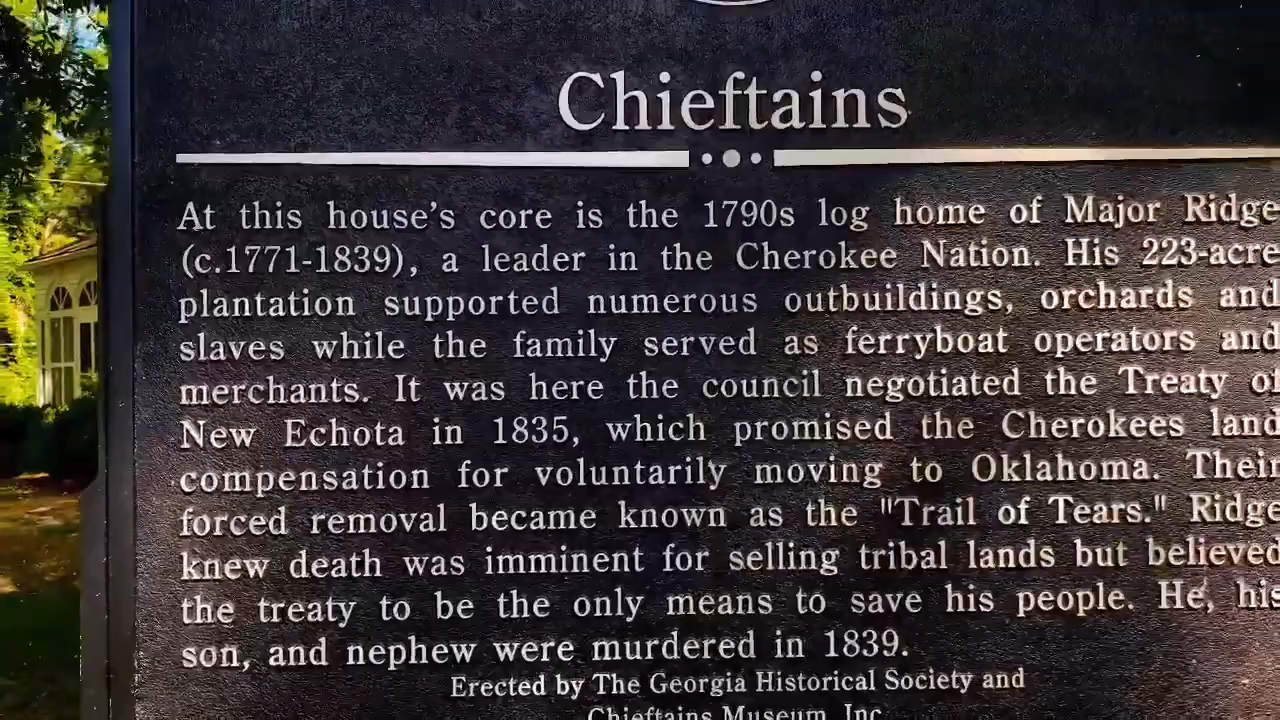 Chieftains
At this house's core is the 1790s log home of Major Ridge
(c.1771-1839), a leader in the Cherokee Nation. His 223-acre
plantation supported numerous outbuildings, orchards and
slaves while the family served as ferryboat operators and
merchants. It was here the council negotiated the Treaty of
New Echota in 1835, which promised the Cherokees land
compensation for voluntarily moving to Oklahoma. Their
forced removal became known as the "Trail of Tears." Ridge
knew death was imminent for selling tribal lands but believed
the treaty to be the only means to save his people. He, his
son, and nephew were murdered in 1839.
Erected by The Georgia Historical Society and
Chieftains Museum, Inc.